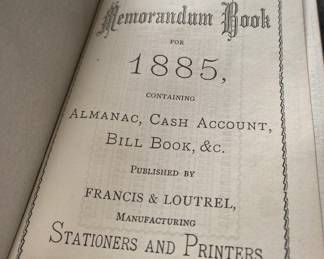 Memorandum Book
FOR
1885,
CONTAINING
ALMANAC, CASH ACCOUNT,
BILL BOOK, &C.
PUBLISHED BY
FRANCIS & LOUTREL,
MANUFACTURING
STATIONERS AND PRINTERS